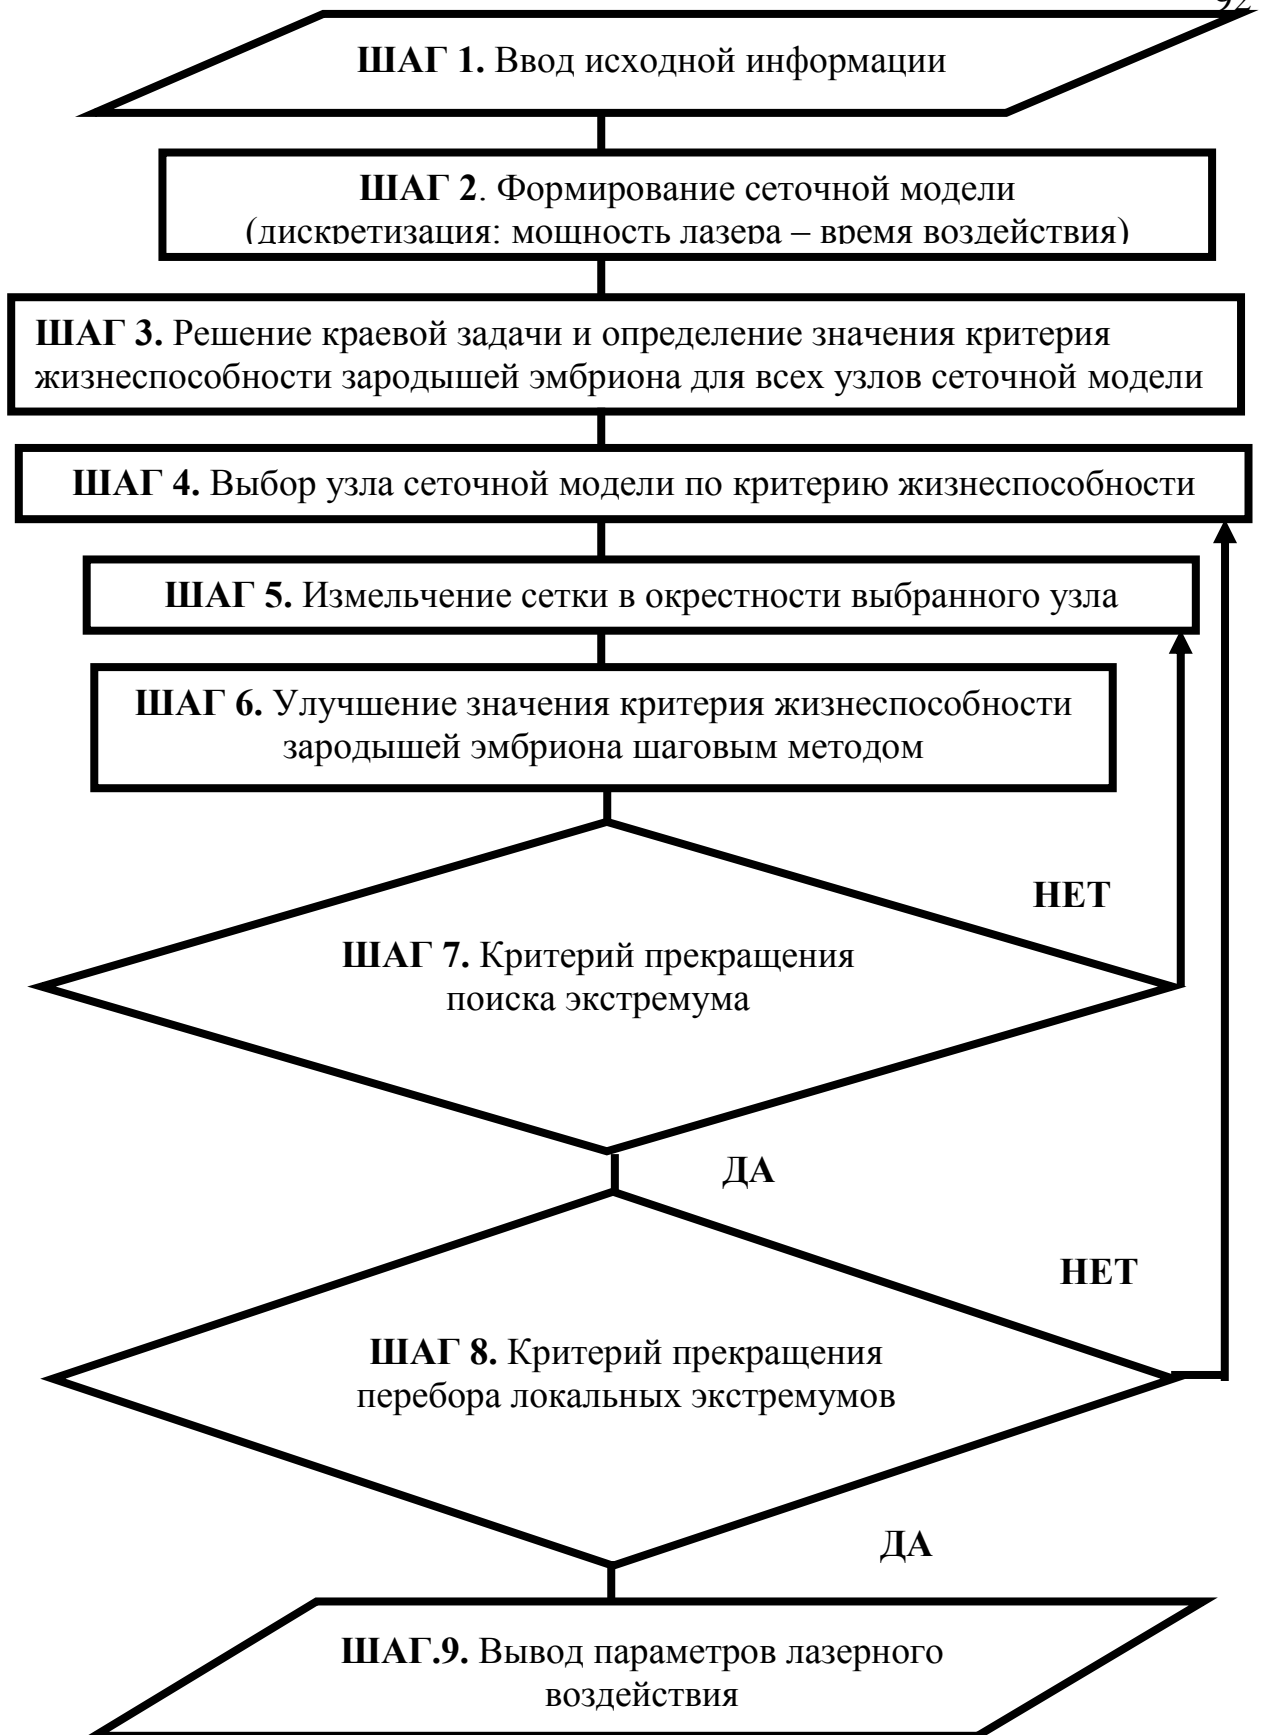 92
ШАГ 1. Ввод исходной информации
ШАГ 2. Формирование сеточной модели
(дискретизация: мощность лазера – время воздействия)
ШАГ 3. Решение краевой задачи и определение значения критерия
жизнеспособности зародышей эмбриона для всех узлов сеточной модели
ШАГ 4. Выбор узла сеточной модели по критерию жизнеспособности
ШАГ 5. Измельчение сетки в окрестности выбранного узла
ШАГ 6. Улучшение значения критерия жизнеспособности
зародышей эмбриона шаговым методом
НЕТ
ШАГ 7. Критерий прекращения
поиска экстремума
ДА
НЕТ
ШАГ 8. Критерий прекращения
перебора локальных экстремумов
ДА
ШАГ.9. Вывод параметров лазерного
воздействия